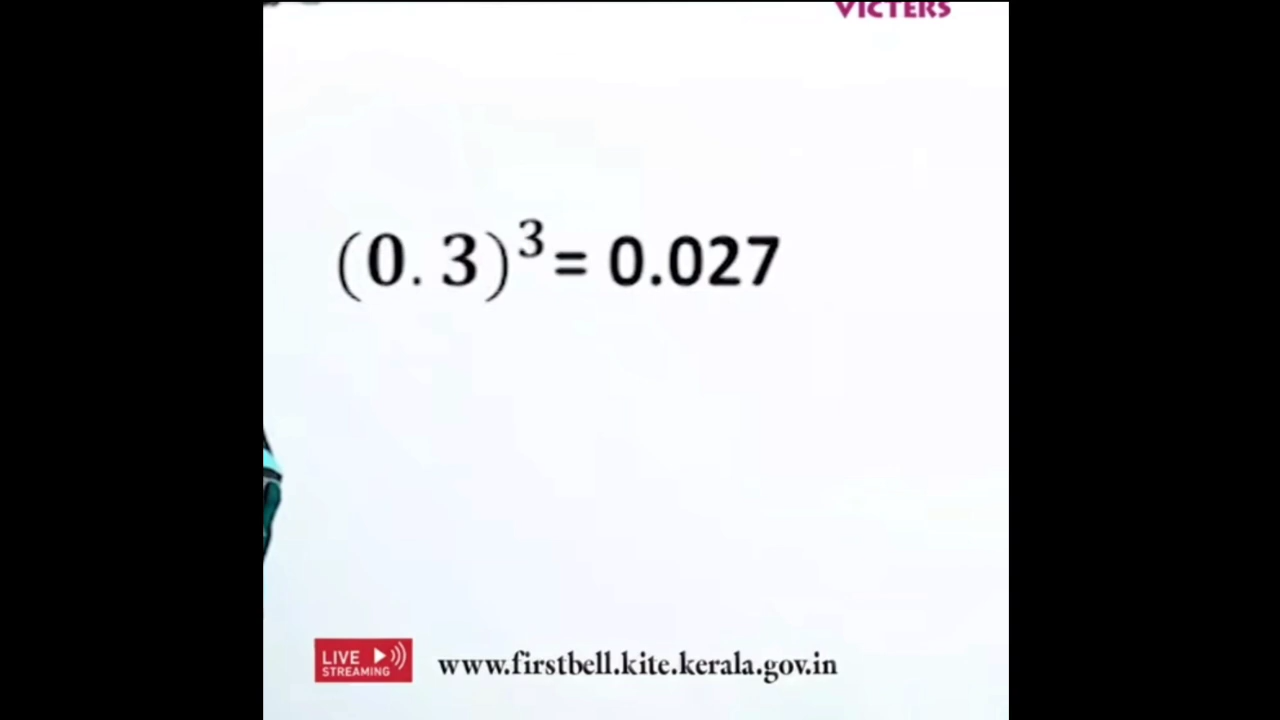 VICTERS
(0.3)³= 0.027
LIVE
STREAMING
www.firstbell.kite.kerala.gov.in